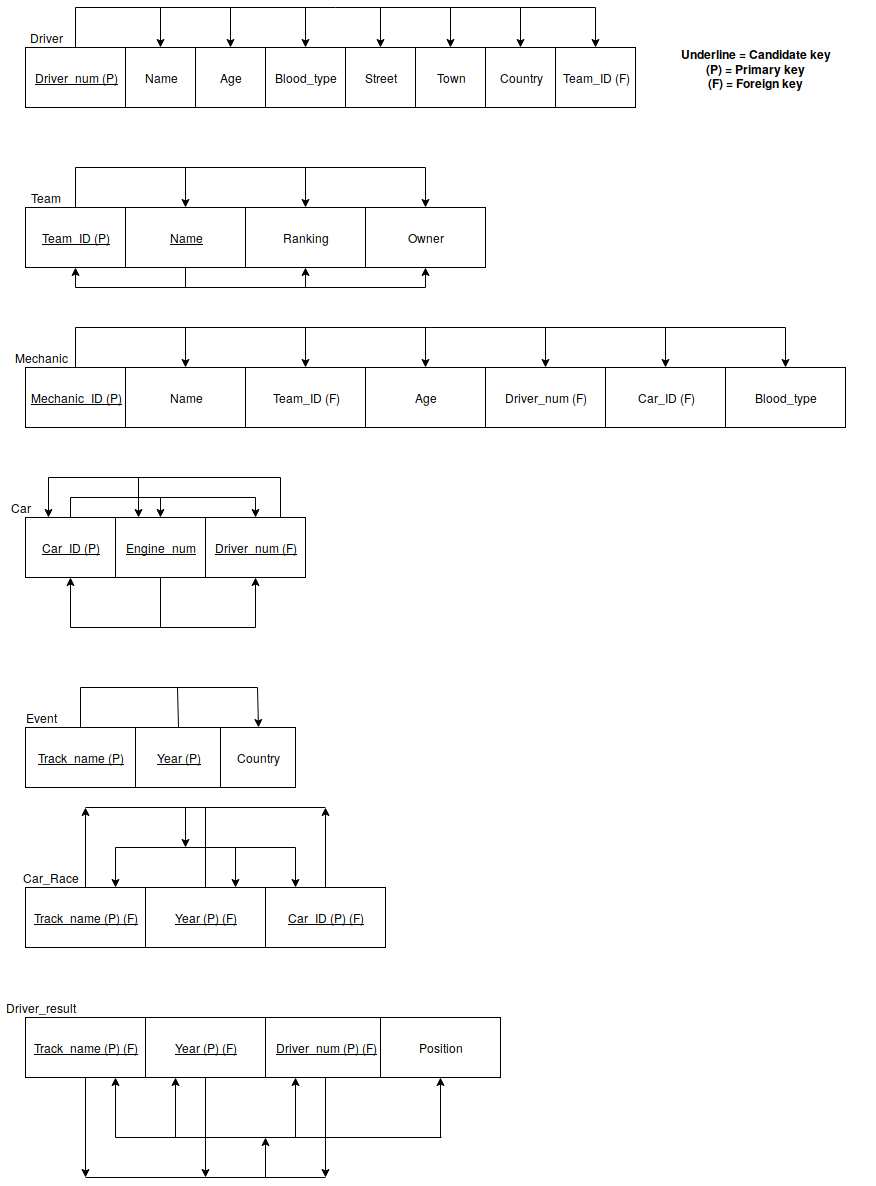 Driver
Driver_num (P) Name Age Blood_type Street Town Country Team_ID (F)
Underline = Candidate key
(P) = Primary key
(F) = Foreign key
Team
Team_ID (P) Name Ranking Owner
Mechanic
Mechanic_ID (P) Name Team_ID (F) Age Driver_num (F) Car_ID (F) Blood_type
Car
Car_ID (P) Engine_num Driver_num (F)
Event
Track_name (P) Year (P) Country
Car_Race
Track_name (P) (F) Year (P) (F) Car_ID (P) (F)
Driver_result
Track_name (P) (F) Year (P) (F) Driver_num (P) (F) Position